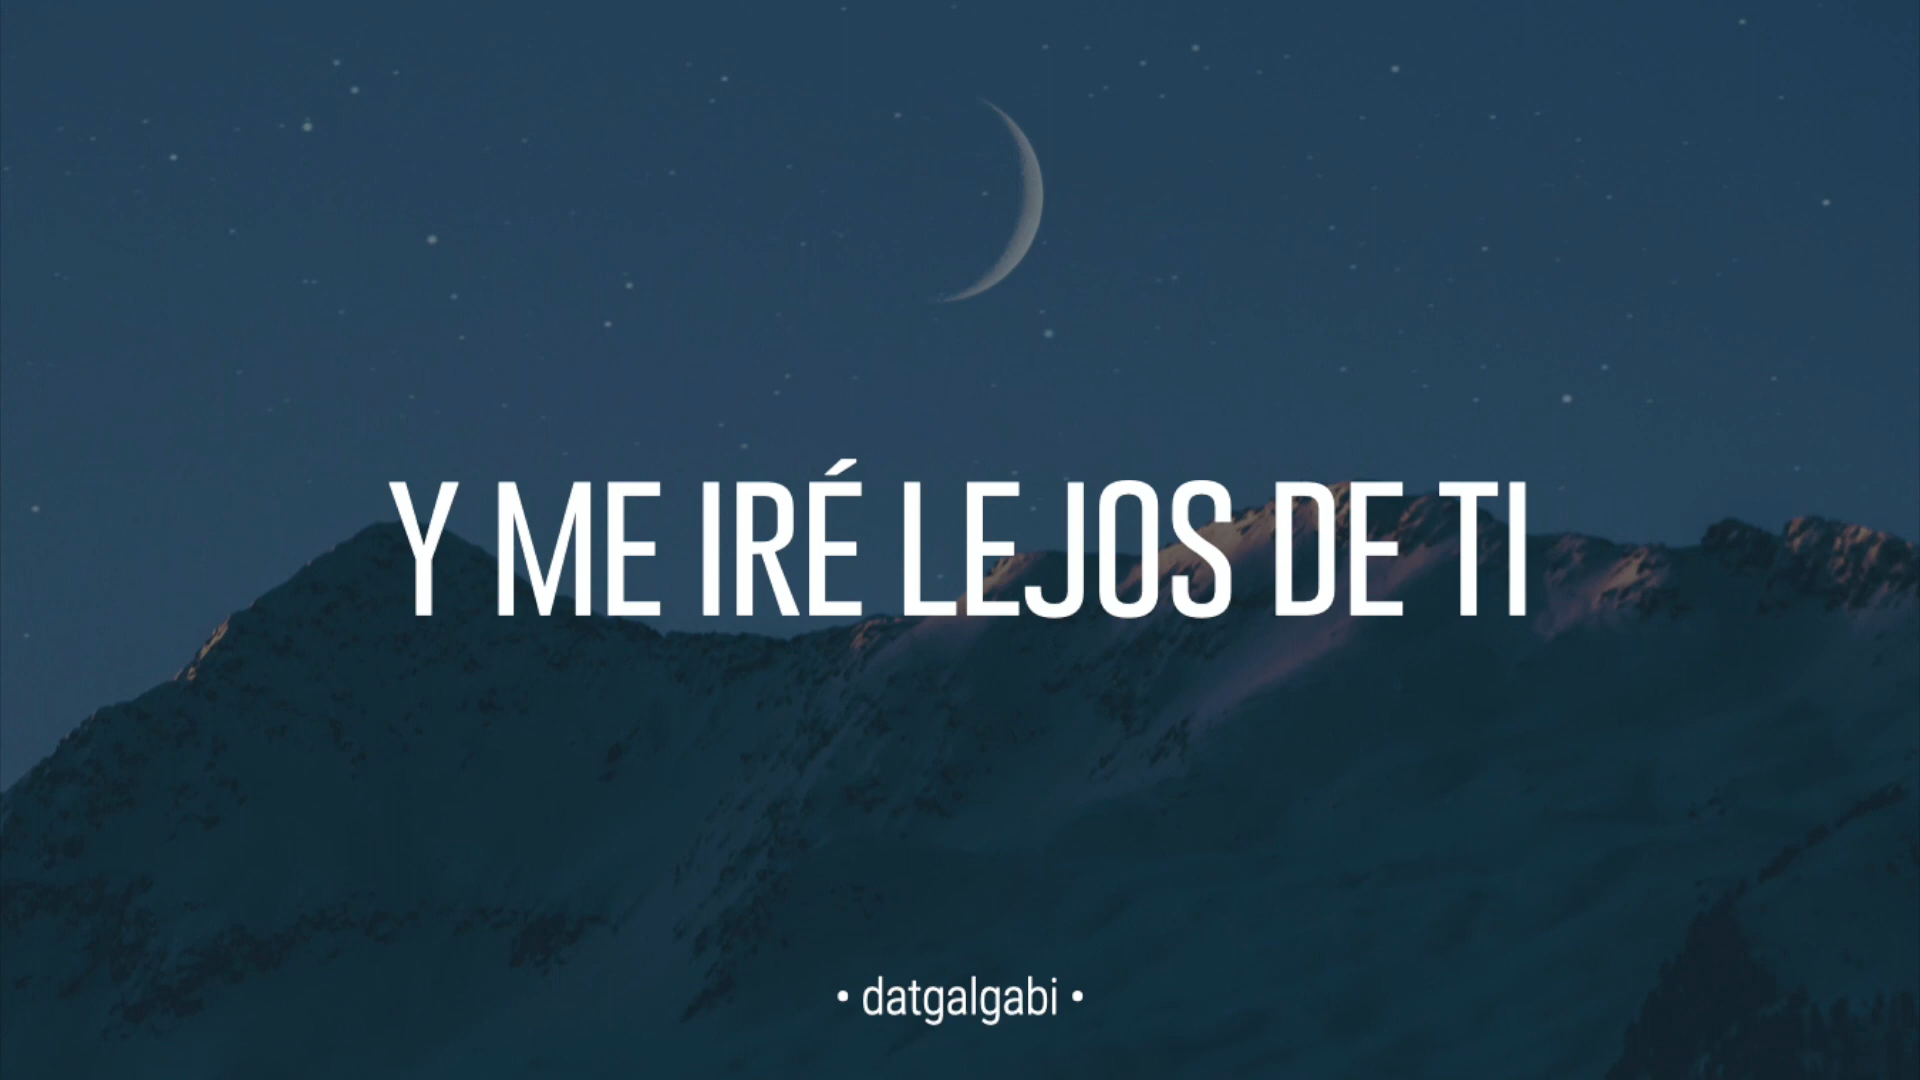 Y ME IRÉ LEJOS DE TI
• datgalgabi •